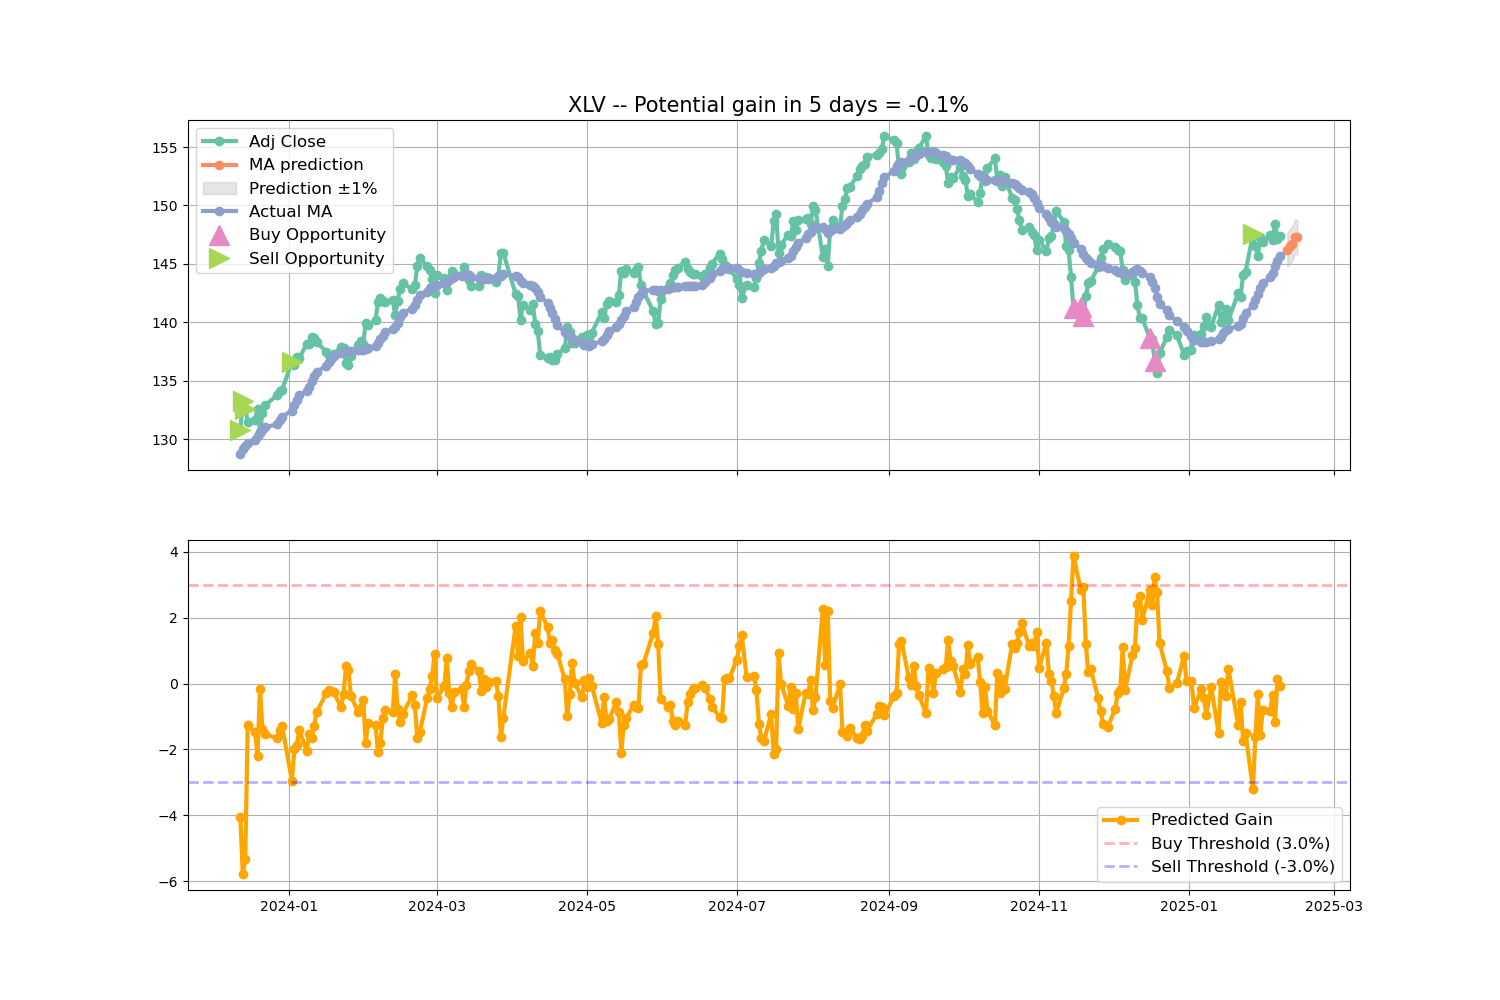 XLV -- Potential gain in 5 days = -0.1%
155
150
145
140
135
130
Adj Close
MA prediction
Prediction ±1%
Actual MA
Buy Opportunity
Sell Opportunity
4
2
0
−2
−4
−6
Predicted Gain
Buy Threshold (3.0%)
Sell Threshold (-3.0%)
2024-01 2024-03 2024-05 2024-07 2024-09 2024-11 2025-01 2025-03